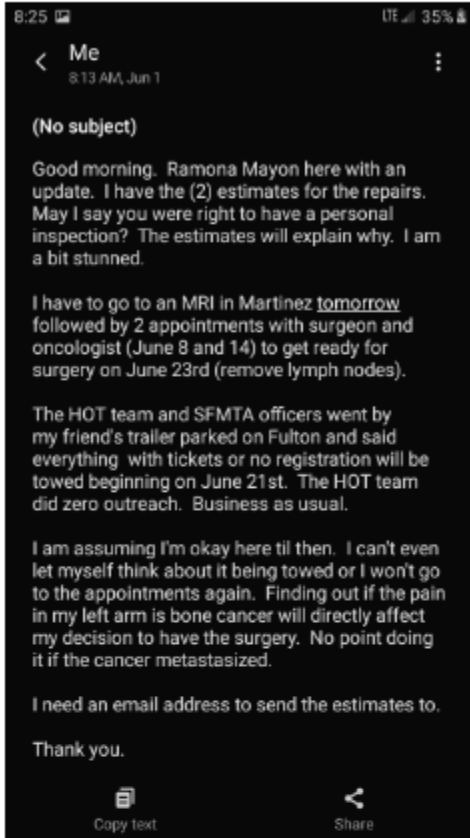 8:25 LTE 35%
Me
8:13 AM, Jun 1
(No subject)
Good morning.  Ramona Mayon here with an
update.  I have the (2) estimates for the repairs.
May I say you were right to have a personal
inspection?  The estimates will explain why.  I am
a bit stunned.
I have to go to an MRI in Martinez tomorrow
followed by 2 appointments with surgeon and
oncologist (June 8 and 14) to get ready for
surgery on June 23rd (remove lymph nodes).
The HOT team and SFMTA officers went by
my friend's trailer parked on Fulton and said
everything  with tickets or no registration will be
towed beginning on June 21st.  The HOT team
did zero outreach.  Business as usual.
I am assuming I'm okay here til then.  I can't even
let myself think about it being towed or I won't go
to the appointments again.  Finding out if the pain
in my left arm is bone cancer will directly affect
my decision to have the surgery.  No point doing
it if the cancer metastasized.
I need an email address to send the estimates to.
Thank you.
Copy text
Share